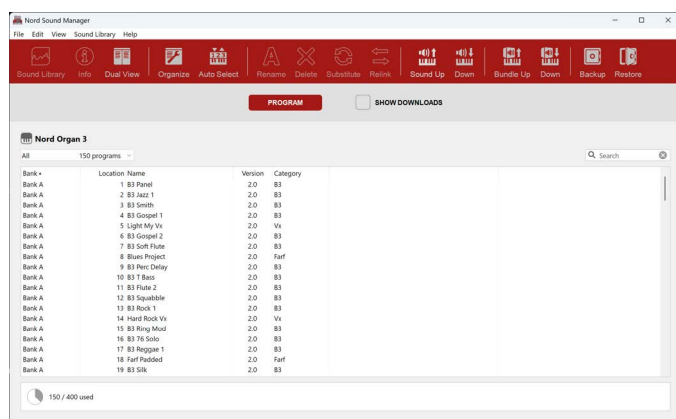 Nord Sound Manager
File Edit View Sound Library Help
Sound Library Info Dual View Organize Auto Select Rename Delete Substitute Relink Sound Up Down Bundle Up Down Backup Restore
PROGRAM SHOW DOWNLOADS
Nord Organ 3
All 150 programs Search
Bank Location Name Version Category
Bank A 1 B3 Panel 2.0 B3
Bank A 2 B3 Jazz 1 2.0 B3
Bank A 3 B3 Smith 2.0 B3
Bank A 4 B3 Gospel 1 2.0 B3
Bank A 5 Light My Vx 2.0 Vx
Bank A 6 B3 Gospel 2 2.0 B3
Bank A 7 B3 Soft Flute 2.0 B3
Bank A 8 Blues Project 2.0 Farf
Bank A 9 B3 Perc Delay 2.0 B3
Bank A 10 B3 T Bass 2.0 B3
Bank A 11 B3 Flute 2 2.0 B3
Bank A 12 B3 Squabble 2.0 B3
Bank A 13 B3 Rock 1 2.0 B3
Bank A 14 Hard Rock Vx 2.0 Vx
Bank A 15 B3 Ring Mod 2.0 B3
Bank A 16 B3 76 Solo 2.0 B3
Bank A 17 B3 Reggae 1 2.0 B3
Bank A 18 Farf Padded 2.0 Farf
Bank A 19 B3 Silk 2.0 B3
150 / 400 used